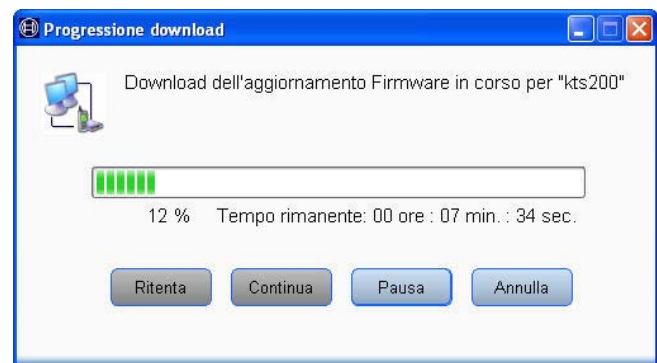 Progressione download
Download dell'aggiornamento Firmware in corso per "kts200"
12 % Tempo rimanente: 00 ore : 07 min. : 34 sec.
Ritenta Continua Pausa Annulla